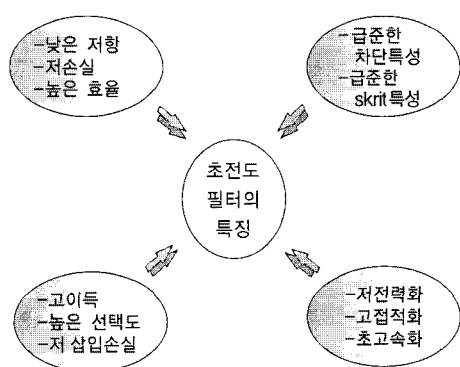 -낮은 저항
-저손실
-높은 효율
-급준한
차단특성
-급준한
skrit특성
초전도
필터의
특징
-고이득
-높은 선택도
-저 삽입손실
-저전력화
-고접적화
-초고속화